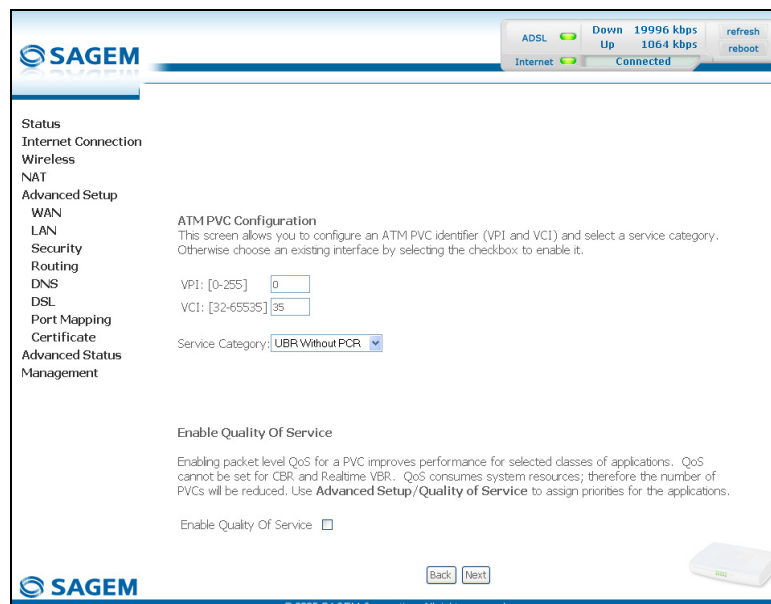 SAGEM
ADSL
Down 19996 kbps
Up 1064 kbps
refresh
reboot
Internet
Connected
Status
Internet Connection
Wireless
NAT
Advanced Setup
WAN
LAN
Security
Routing
DNS
DSL
Port Mapping
Certificate
Advanced Status
Management
ATM PVC Configuration
This screen allows you to configure an ATM PVC identifier (VPI and VCI) and select a service category.
Otherwise choose an existing interface by selecting the checkbox to enable it.
VPI: [0-255] 0
VCI: [32-65535] 35
Service Category: UBR Without PCR
Enable Quality Of Service
Enabling packet level QoS for a PVC improves performance for selected classes of applications. QoS
cannot be set for CBR and Realtime VBR. QoS consumes system resources; therefore the number of
PVCs will be reduced. Use Advanced Setup/Quality of Service to assign priorities for the applications.
Enable Quality Of Service
Back Next
SAGEM